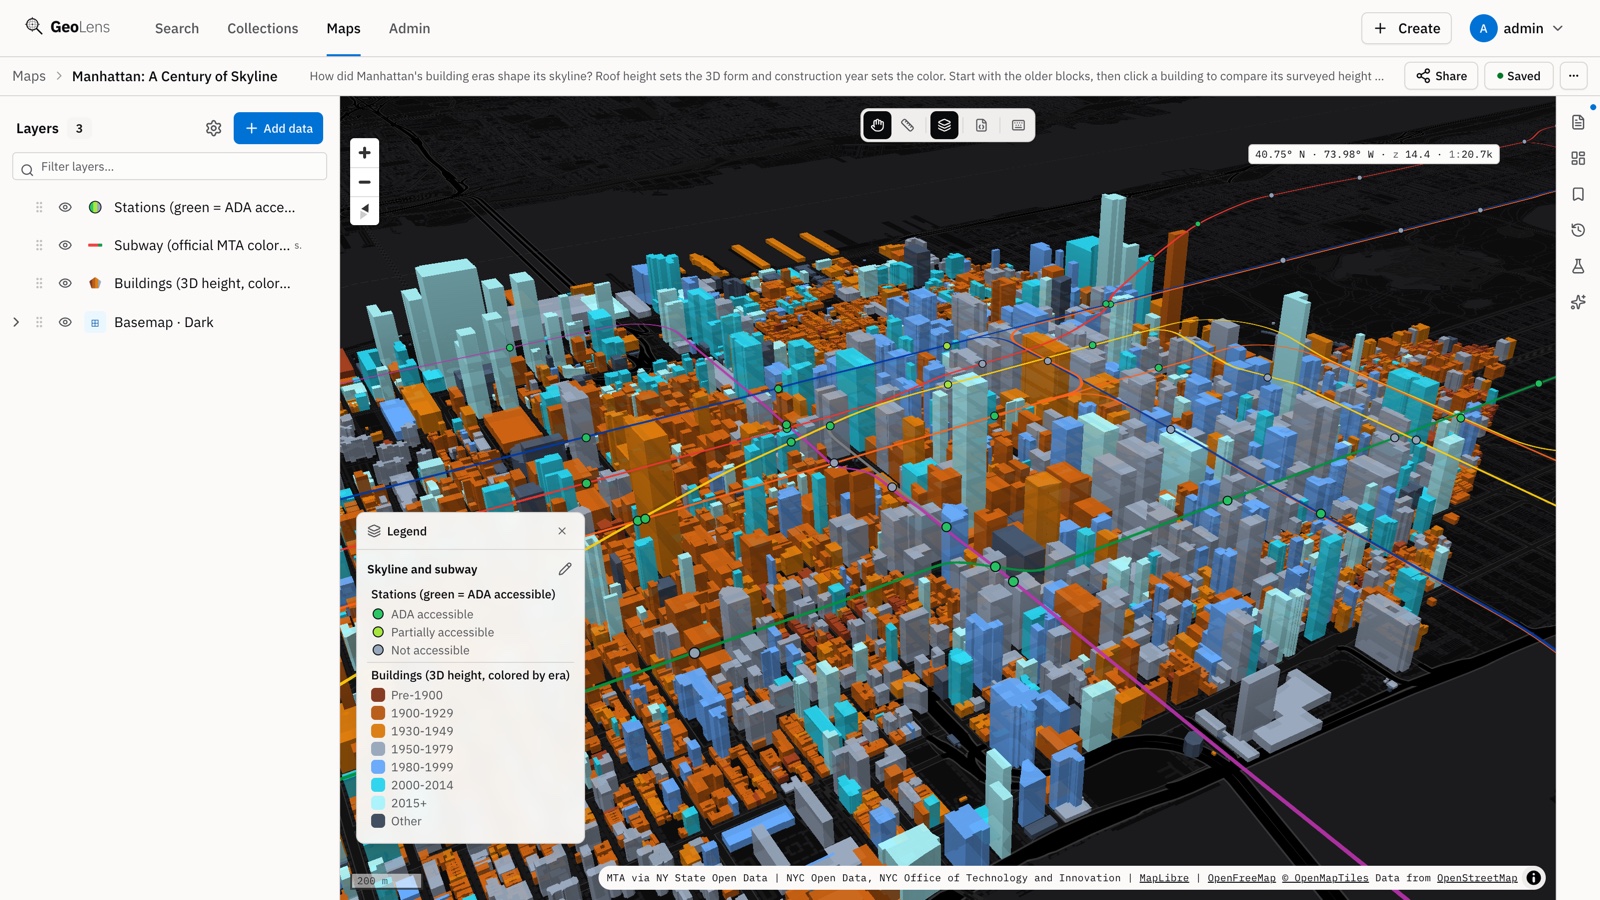 GeoLens
Search
Collections
Maps
Admin
Create
A
admin
Maps
Manhattan: A Century of Skyline
How did Manhattan's building eras shape its skyline? Roof height sets the 3D form and construction year sets the color. Start with the older blocks, then click a building to compare its surveyed height ...
Share
Saved
Layers 3
Add data
Filter layers...
Stations (green = ADA acce...
Subway (official MTA color... s.
Buildings (3D height, color...
Basemap · Dark
40.75° N · 73.98° W · z 14.4 · 1:20.7k
Legend
Skyline and subway
Stations (green = ADA accessible)
ADA accessible
Partially accessible
Not accessible
Buildings (3D height, colored by era)
Pre-1900
1900-1929
1930-1949
1950-1979
1980-1999
2000-2014
2015+
Other
200 m
MTA via NY State Open Data | NYC Open Data, NYC Office of Technology and Innovation | MapLibre | OpenFreeMap © OpenMapTiles Data from OpenStreetMap